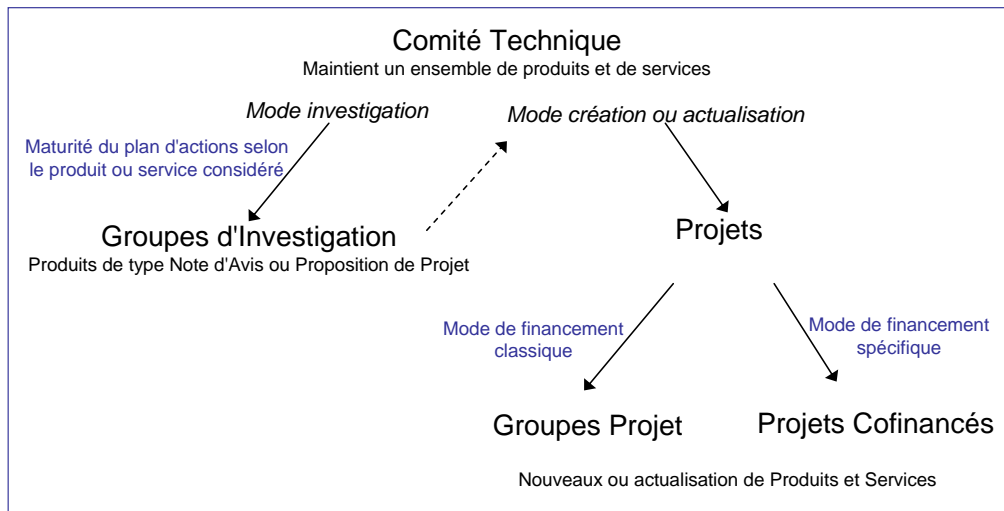 Comité Technique
Maintient un ensemble de produits et de services
Mode investigation
Mode création ou actualisation
Maturité du plan d'actions selon
le produit ou service considéré
Groupes d'Investigation
Produits de type Note d'Avis ou Proposition de Projet
Projets
Mode de financement
classique
Mode de financement
spécifique
Groupes Projet
Projets Cofinancés
Nouveaux ou actualisation de Produits et Services